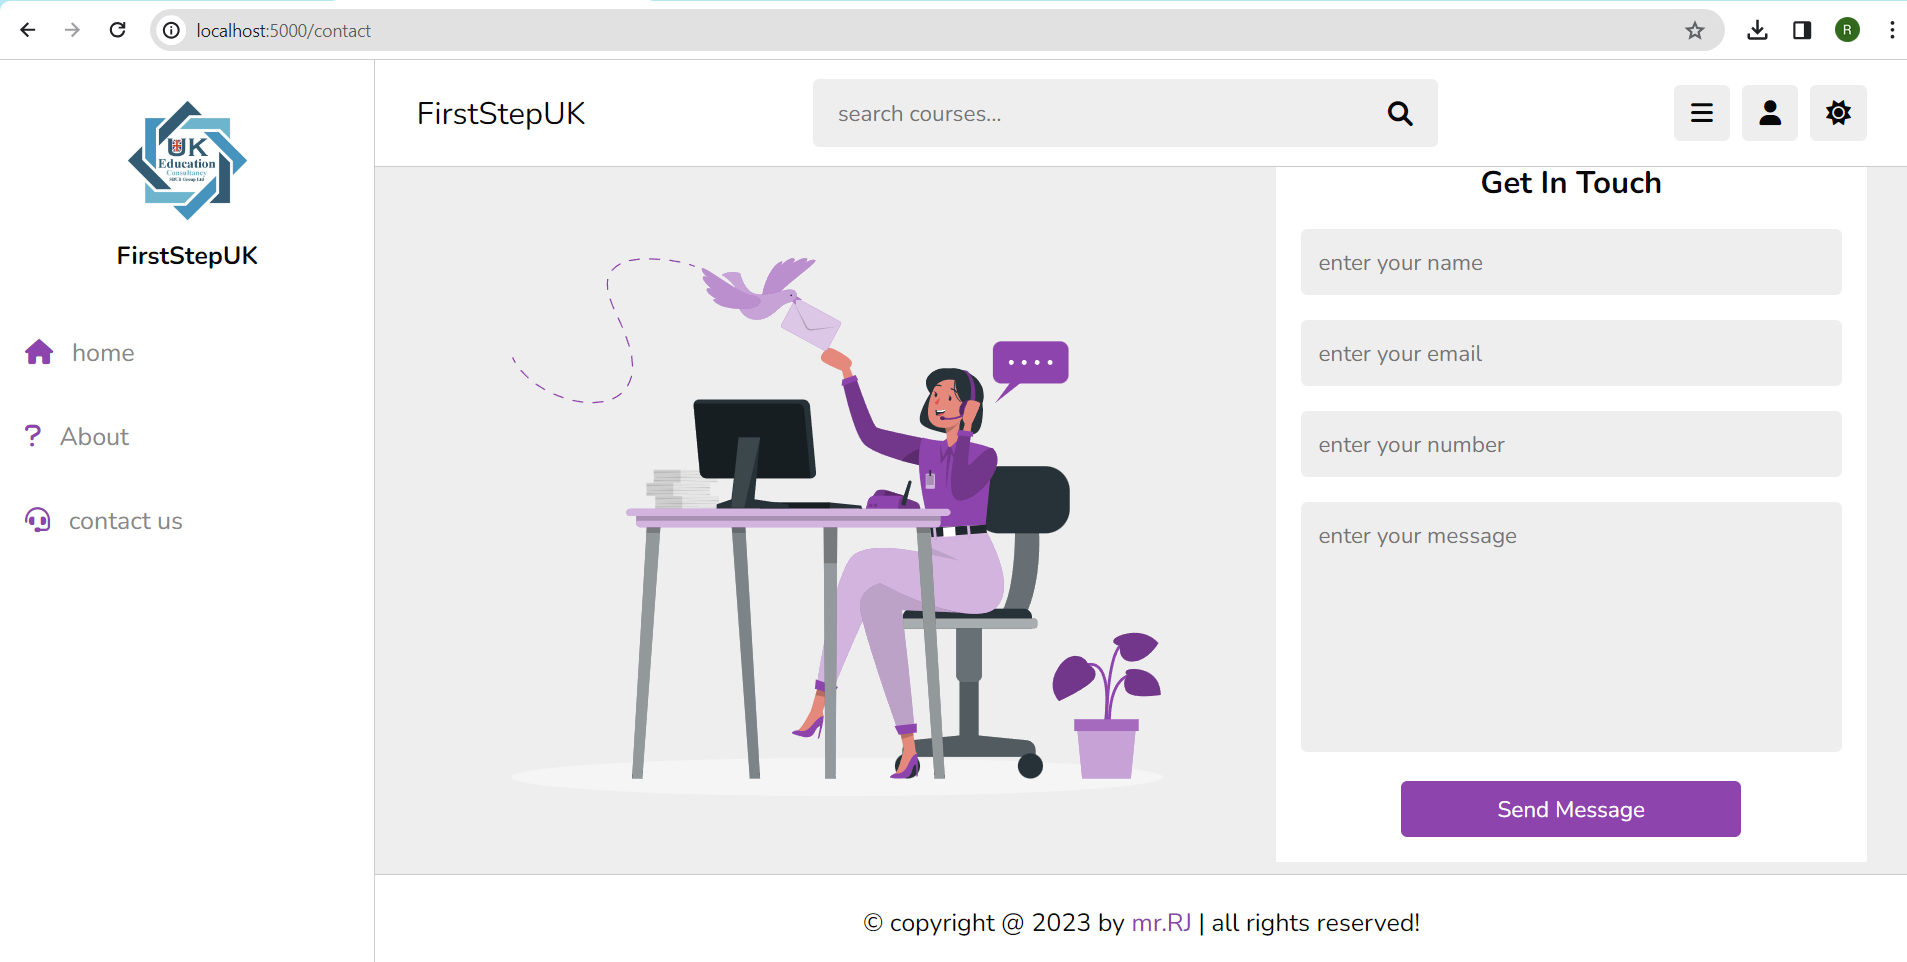 localhost:5000/contact
R
UK
Education
Consultancy
FirstStepUK
home
? About
contact us
FirstStepUK
search courses...
Get In Touch
enter your name
enter your email
enter your number
enter your message
Send Message
© copyright @ 2023 by mr.RJ | all rights reserved!